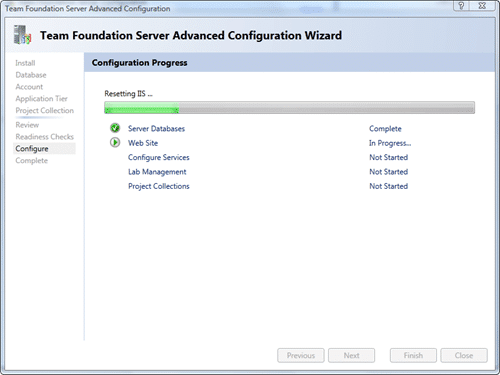 Team Foundation Server Advanced Configuration
Team Foundation Server Advanced Configuration Wizard
Install
Database
Account
Application Tier
Project Collection
Review
Readiness Checks
Configure
Complete
Configuration Progress
Resetting IIS ...
Server Databases Complete
Web Site In Progress...
Configure Services Not Started
Lab Management Not Started
Project Collections Not Started
Previous Next Finish Close